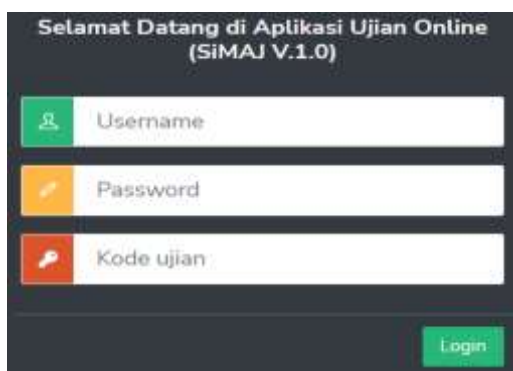 Selamat Datang di Aplikasi Ujian Online
(SiMAJ V.1.0)
Username
Password
Kode ujian
Login